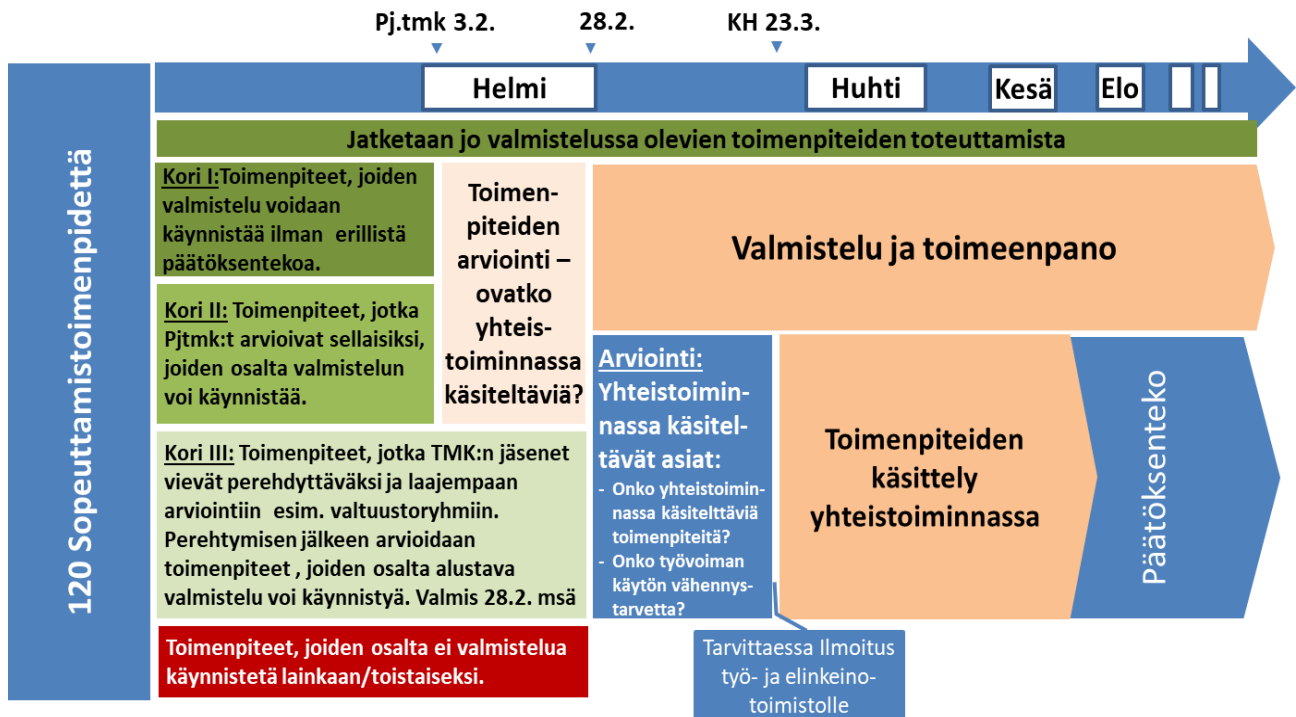 Pj.tmk 3.2.
28.2.
KH 23.3.
Helmi
Huhti
Kesä
Elo
120 Sopeuttamistoimenpidettä
Jatketaan jo valmistelussa olevien toimenpiteiden toteuttamista
Kori I:Toimenpiteet, joiden
valmistelu voidaan
käynnistää ilman erillistä
päätöksentekoa.
Kori II: Toimenpiteet, jotka
Pjtmk:t arvioivat sellaisiksi,
joiden osalta valmistelun
voi käynnistää.
Toimen-
piteiden
arviointi –
ovatko
yhteis-
toiminnassa
käsiteltäviä?
Valmistelu ja toimeenpano
Kori III: Toimenpiteet, jotka TMK:n jäsenet
vievät perehdyttäväksi ja laajempaan
arviointiin esim. valtuustoryhmiin.
Perehtymisen jälkeen arvioidaan
toimenpiteet , joiden osalta alustava
valmistelu voi käynnistyä. Valmis 28.2. msä
Arviointi:
Yhteistoimin-
nassa käsitel-
tävät asiat:
- Onko yhteistoimin-
nassa käsitelttäviä
toimenpiteitä?
- Onko työvoiman
käytön vähennys-
tarvetta?
Toimenpiteiden
käsittely
yhteistoiminnassa
Päätöksenteko
Toimenpiteet, joiden osalta ei valmistelua
käynnistetä lainkaan/toistaiseksi.
Tarvittaessa Ilmoitus
työ- ja elinkeino-
toimistolle